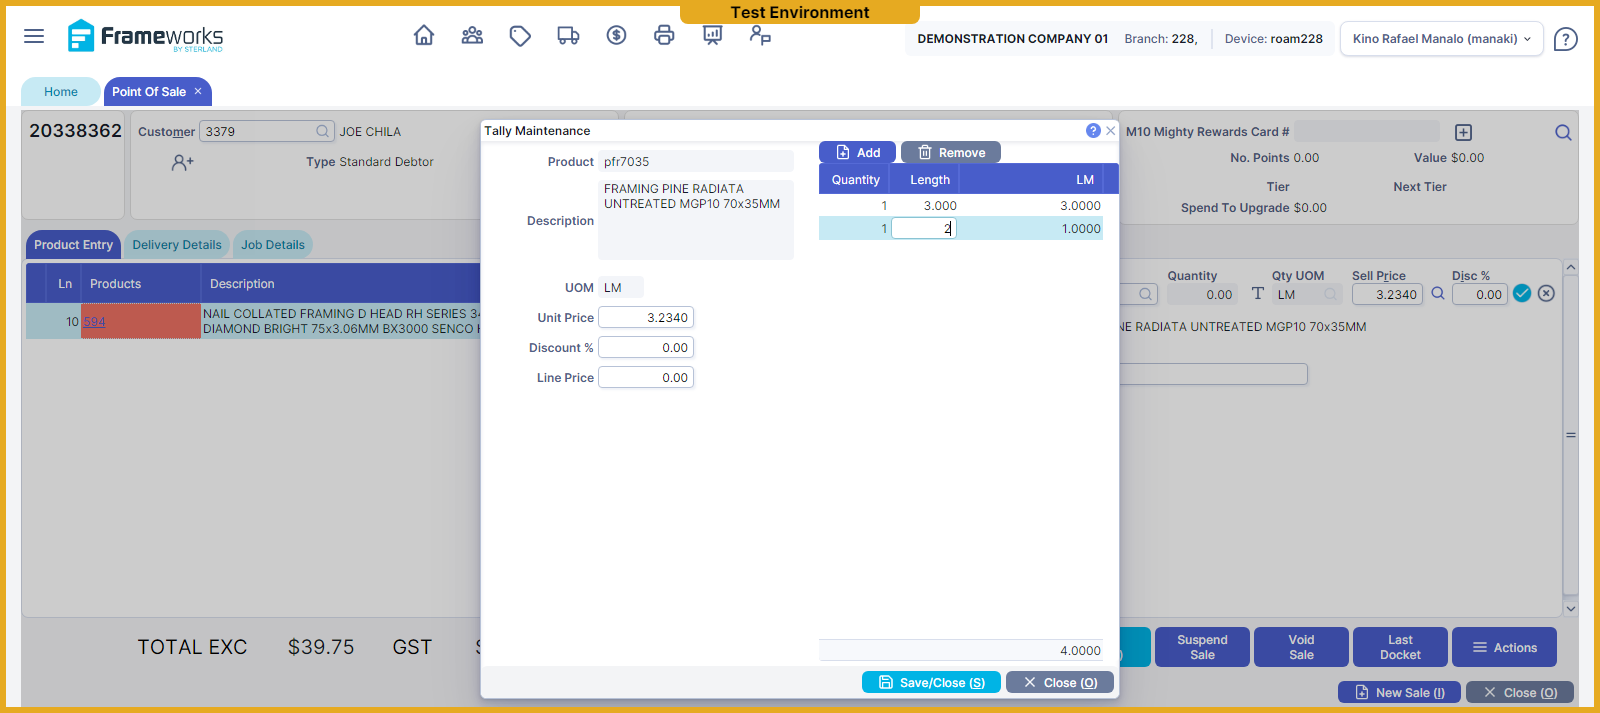 Test Environment
Frameworks
BY STERLAND
DEMONSTRATION COMPANY 01
Branch: 228,
Device: roam228
Kino Rafael Manalo (manaki)
Home
Point Of Sale
20338362
Customer
3379
JOE CHILA
Type Standard Debtor
M10 Mighty Rewards Card #
No. Points 0.00
Value $0.00
Tier
Next Tier
Spend To Upgrade $0.00
Product Entry
Delivery Details
Job Details
Ln
Products
Description
10
594
NAIL COLLATED FRAMING D HEAD RH SERIES
DIAMOND BRIGHT 75x3.06MM BX3000 SENCO
Tally Maintenance
Product
pfr7035
Description
FRAMING PINE RADIATA
UNTREATED MGP10 70x35MM
UOM
LM
Unit Price
3.2340
Discount %
0.00
Line Price
0.00
Add
Remove
Quantity
Length
LM
1
3.000
3.0000
1
2
1.0000
4.0000
Save/Close (S)
Close (O)
Quantity
Qty UOM
Sell Price
Disc %
0.00
T
LM
3.2340
0.00
RADIATA UNTREATED MGP10 70x35MM
TOTAL EXC
$39.75
GST
Suspend
Sale
Void
Sale
Last
Docket
Actions
New Sale (I)
Close (O)